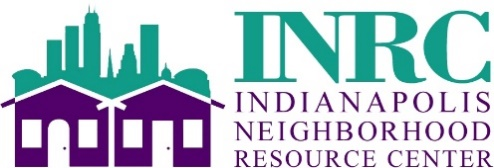 INRC
INDIANAPOLIS
NEIGHBORHOOD
RESOURCE CENTER